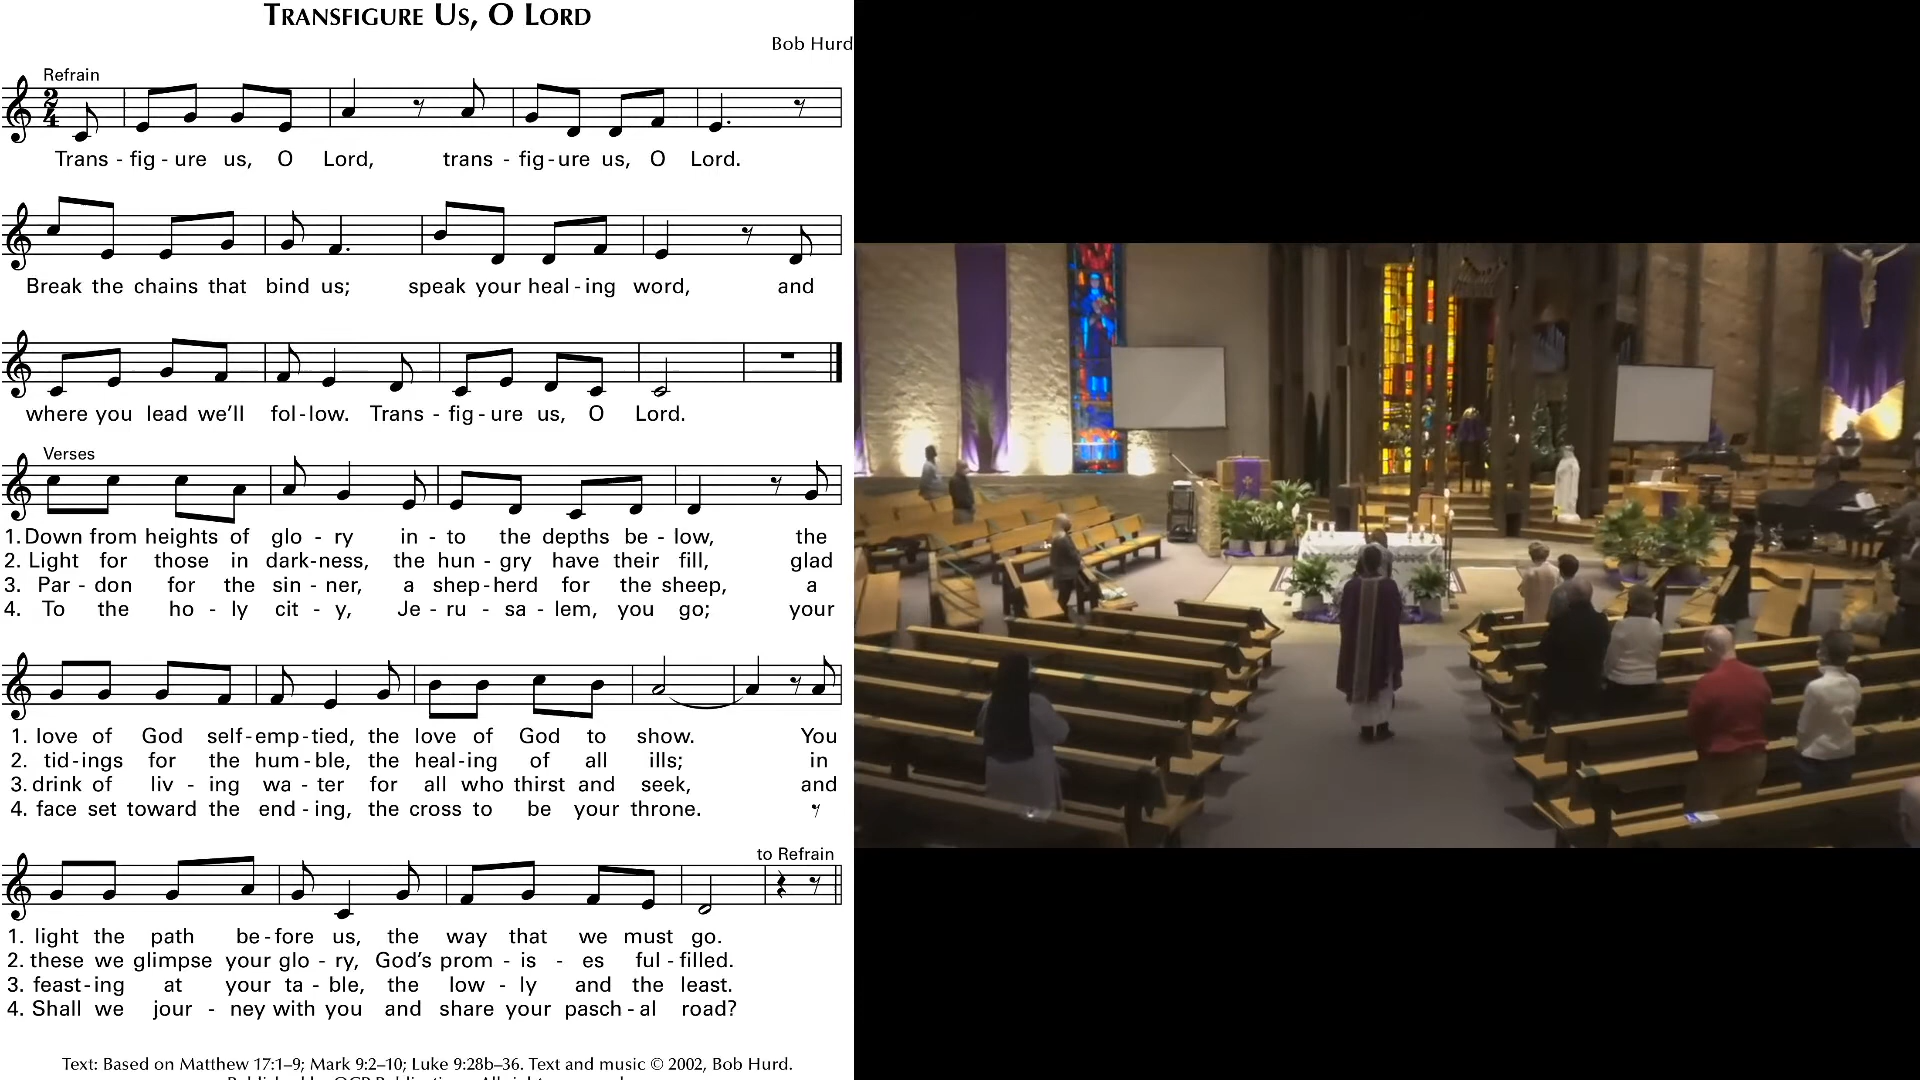 TRANSFIGURE US, O LORD
Bob Hurd
Refrain
Trans - fig - ure us, O Lord, trans - fig - ure us, O Lord.
Break the chains that bind us; speak your heal - ing word, and
where you lead we'll fol - low. Trans - fig - ure us, O Lord.
Verses
1. Down from heights of glo - ry in - to the depths be - low, the
2. Light for those in dark - ness, the hun - gry have their fill, glad
3. Par - don for the sin - ner, a shep - herd for the sheep, a
4. To the ho - ly cit - y, Je - ru - sa - lem, you go; your
1. love of God self - emp - tied, the love of God to show. You
2. tid - ings for the hum - ble, the heal - ing of all ills; in
3. drink of liv - ing wa - ter for all who thirst and seek, and
4. face set toward the end - ing, the cross to be your throne.
to Refrain
1. light the path be - fore us, the way that we must go.
2. these we glimpse your glo - ry, God's prom - is - es ful - filled.
3. feast - ing at your ta - ble, the low - ly and the least.
4. Shall we jour - ney with you and share your pasch - al road?
Text: Based on Matthew 17:1–9; Mark 9:2–10; Luke 9:28b–36. Text and music © 2002, Bob Hurd.